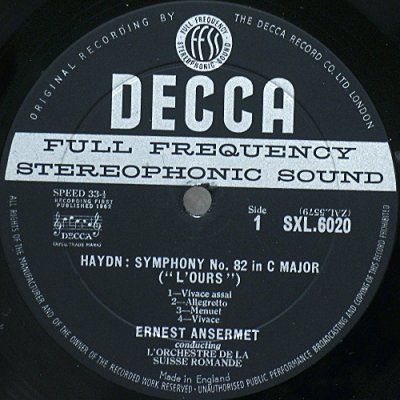 ORIGINAL RECORDING BY THE DECCA RECORD CO. LTD. LONDON
FULL FREQUENCY
ffss
STEREOPHONIC SOUND
DECCA
FULL FREQUENCY
STEREOPHONIC SOUND
SPEED 33⅓
RECORDING FIRST
PUBLISHED 1962
DECCA
REGD. TRADE MARK
Side
1
(ZAL.5579)
SXL.6020
HAYDN: SYMPHONY No. 82 in C MAJOR
("L'OURS")
1—Vivace assai
2—Allegretto
3—Menuet
4—Vivace
ERNEST ANSERMET
conducting
L'ORCHESTRE DE LA
SUISSE ROMANDE
Made in England
ALL RIGHTS OF THE MANUFACTURER AND OF THE OWNER OF THE RECORDED WORK RESERVED - UNAUTHORISED PUBLIC PERFORMANCE BROADCASTING AND COPYING OF THIS RECORD PROHIBITED